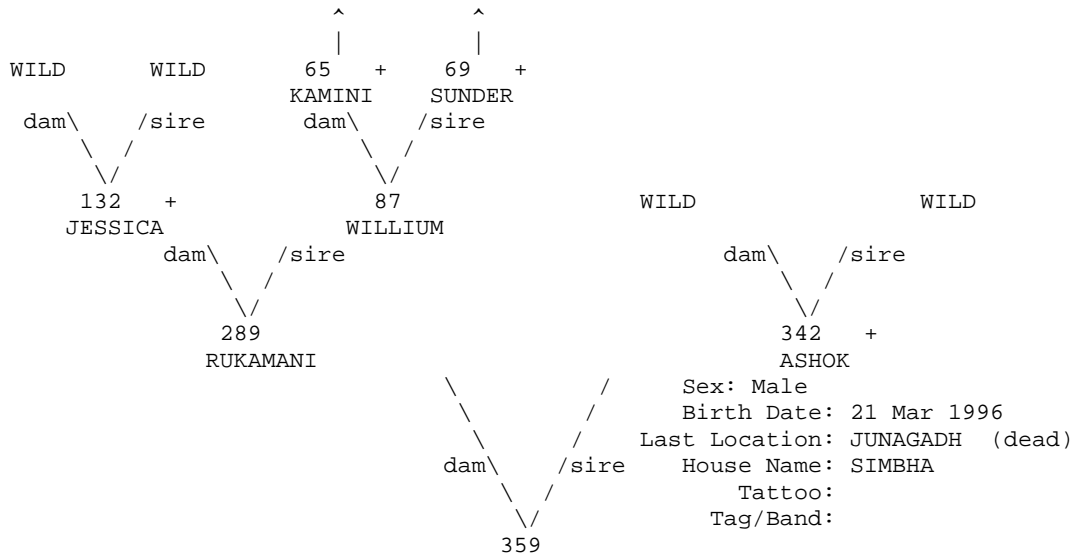 ^ ^
| |
WILD WILD 65 + 69 +
KAMINI SUNDER
dam\ /sire dam\ /sire
\ / \ /
\/ \/
132 + 87 WILD WILD
JESSICA WILLIUM
dam\ /sire dam\ /sire
\ / \ /
\/ \/
289 342 +
RUKAMANI ASHOK
\ / Sex: Male
\ / Birth Date: 21 Mar 1996
\ / Last Location: JUNAGADH (dead)
dam\ /sire House Name: SIMBHA
\ / Tattoo:
\/ Tag/Band:
359